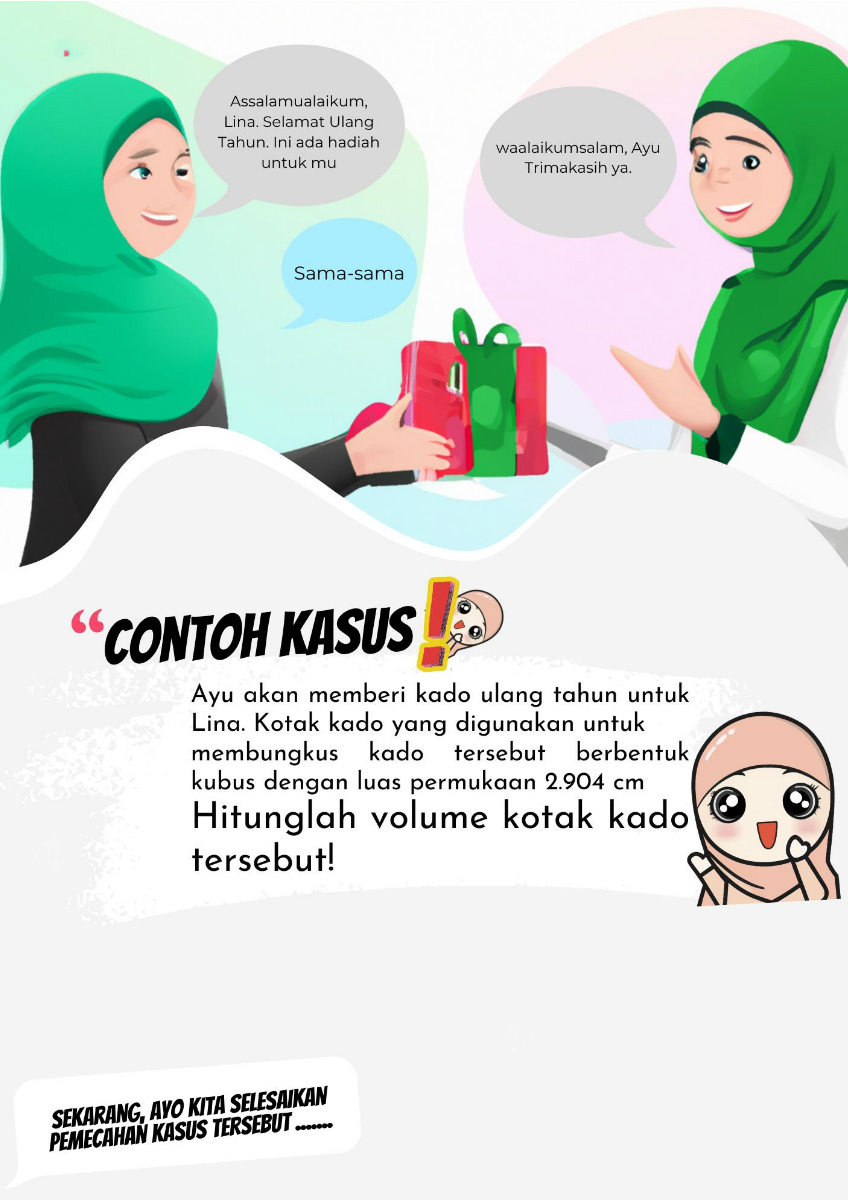 Assalamualaikum,
Lina. Selamat Ulang
Tahun. Ini ada hadiah
untuk mu
waalaikumsalam, Ayu
Trimakasih ya.
Sama-sama
“CONTOH KASUS!
Ayu akan memberi kado ulang tahun untuk
Lina. Kotak kado yang digunakan untuk
membungkus kado tersebut berbentuk
kubus dengan luas permukaan 2.904 cm
Hitunglah volume kotak kado
tersebut!
SEKARANG, AYO KITA SELESAIKAN
PEMECAHAN KASUS TERSEBUT .......